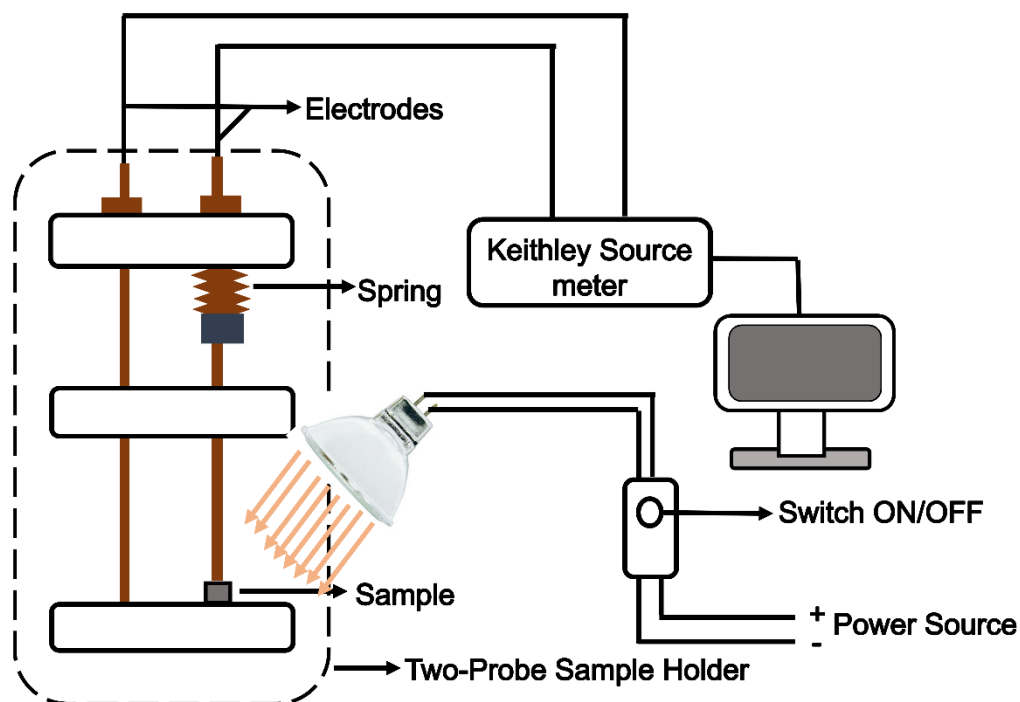 Electrodes
Keithley Source
meter
Spring
Switch ON/OFF
Sample
+
Power Source
-
Two-Probe Sample Holder